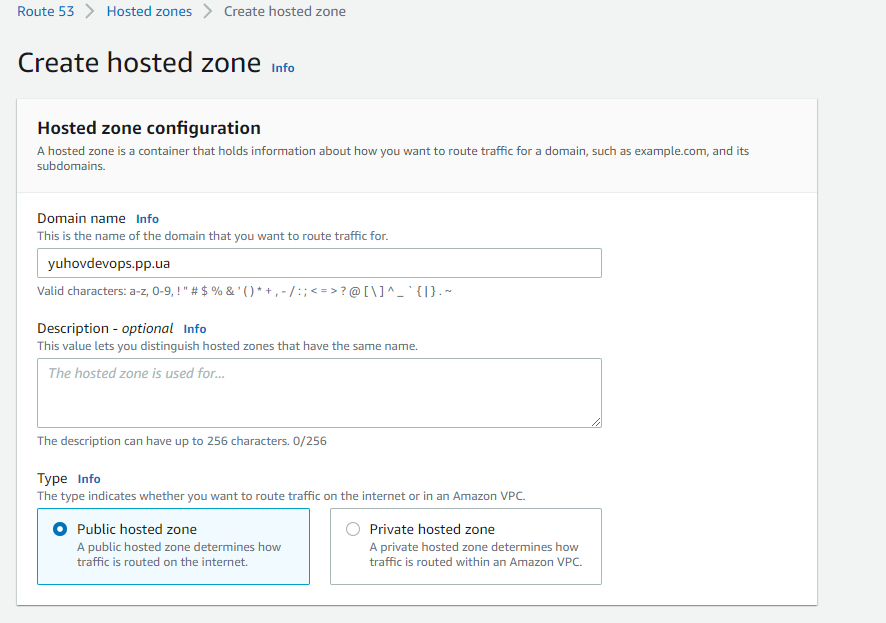 Route 53 > Hosted zones > Create hosted zone
Create hosted zone Info
Hosted zone configuration
A hosted zone is a container that holds information about how you want to route traffic for a domain, such as example.com, and its
subdomains.
Domain name Info
This is the name of the domain that you want to route traffic for.
yuhovdevops.pp.ua
Valid characters: a-z, 0-9, ! " # $ % & ' ( ) * + , - / : ; < = > ? @ [ \ ] ^ _ ` { | } . ~
Description - optional Info
This value lets you distinguish hosted zones that have the same name.
The hosted zone is used for...
The description can have up to 256 characters. 0/256
Type Info
The type indicates whether you want to route traffic on the internet or in an Amazon VPC.
Public hosted zone
A public hosted zone determines how
traffic is routed on the internet.
Private hosted zone
A private hosted zone determines how
traffic is routed within an Amazon VPC.